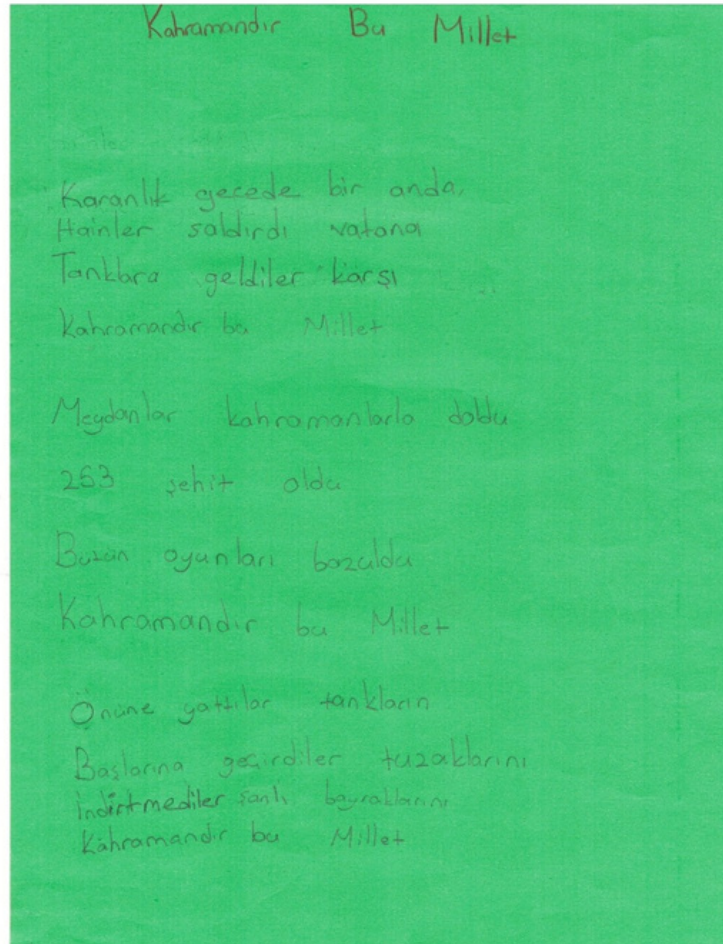 Kahramandır Bu Millet
Karanlık gecede bir anda,
Hainler saldırdı vatana
Tanklara geldiler karşı
Kahramandır bu Millet
Meydanlar kahramanlarla doldu
253 şehit oldu
Bütün oyunları bozuldu
Kahramandır bu Millet
Önüne yattılar tankların
Başlarına geçirdiler tuzaklarını
İndirtmediler şanlı bayraklarını
Kahramandır bu Millet